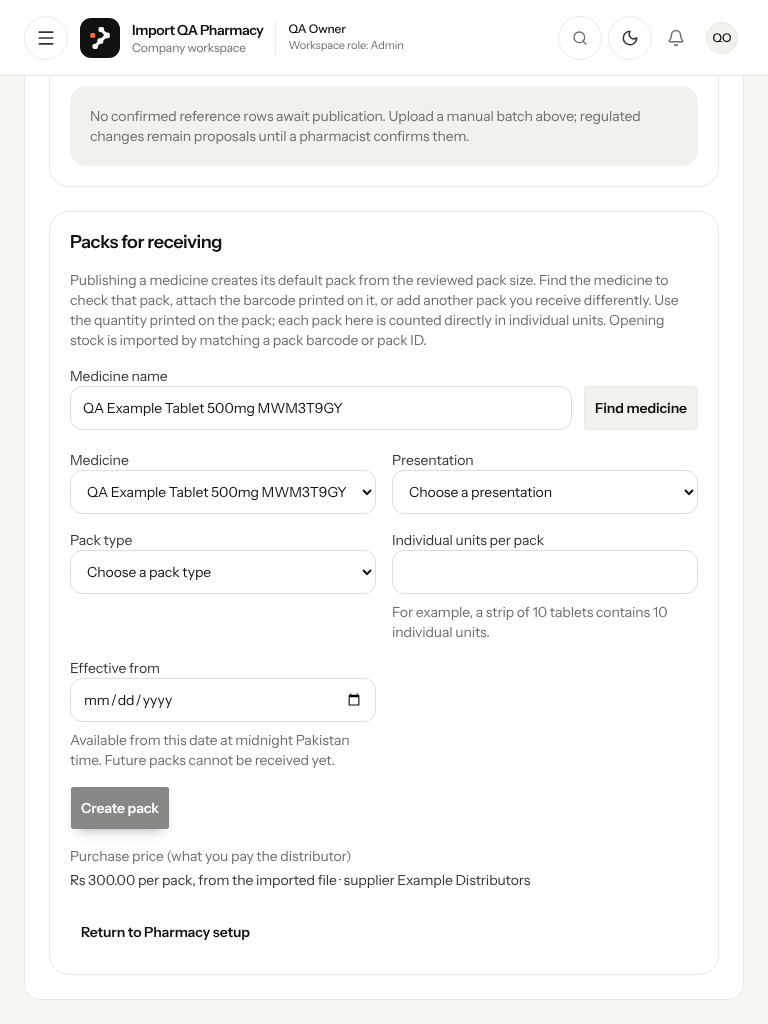 Import QA Pharmacy
Company workspace
QA Owner
Workspace role: Admin
QO
No confirmed reference rows await publication. Upload a manual batch above; regulated
changes remain proposals until a pharmacist confirms them.
Packs for receiving
Publishing a medicine creates its default pack from the reviewed pack size. Find the medicine to
check that pack, attach the barcode printed on it, or add another pack you receive differently. Use
the quantity printed on the pack; each pack here is counted directly in individual units. Opening
stock is imported by matching a pack barcode or pack ID.
Medicine name
QA Example Tablet 500mg MWM3T9GY
Find medicine
Medicine
Presentation
QA Example Tablet 500mg MWM3T9GY
Choose a presentation
Pack type
Individual units per pack
Choose a pack type
For example, a strip of 10 tablets contains 10
individual units.
Effective from
mm/dd/yyyy
Available from this date at midnight Pakistan
time. Future packs cannot be received yet.
Create pack
Purchase price (what you pay the distributor)
Rs 300.00 per pack, from the imported file · supplier Example Distributors
Return to Pharmacy setup